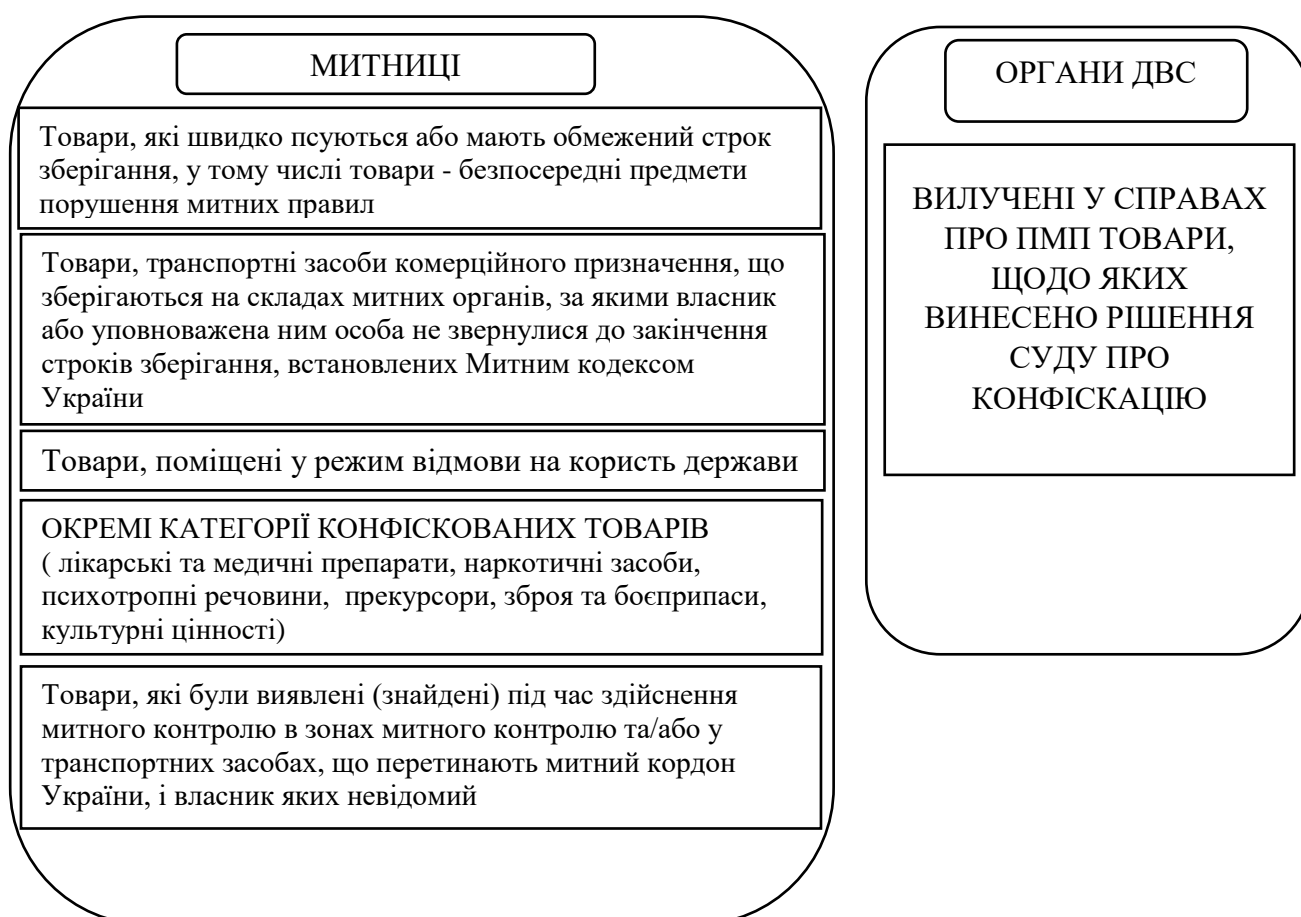 МИТНИЦІ
Товари, які швидко псуються або мають обмежений строк
зберігання, у тому числі товари - безпосередні предмети
порушення митних правил
Товари, транспортні засоби комерційного призначення, що
зберігаються на складах митних органів, за якими власник
або уповноважена ним особа не звернулися до закінчення
строків зберігання, встановлених Митним кодексом
України
Товари, поміщені у режим відмови на користь держави
ОКРЕМІ КАТЕГОРІЇ КОНФІСКОВАНИХ ТОВАРІВ
( лікарські та медичні препарати, наркотичні засоби,
психотропні речовини, прекурсори, зброя та боєприпаси,
культурні цінності)
Товари, які були виявлені (знайдені) під час здійснення
митного контролю в зонах митного контролю та/або у
транспортних засобах, що перетинають митний кордон
України, і власник яких невідомий
ОРГАНИ ДВС
ВИЛУЧЕНІ У СПРАВАХ
ПРО ПМП ТОВАРИ,
ЩОДО ЯКИХ
ВИНЕСЕНО РІШЕННЯ
СУДУ ПРО
КОНФІСКАЦІЮ